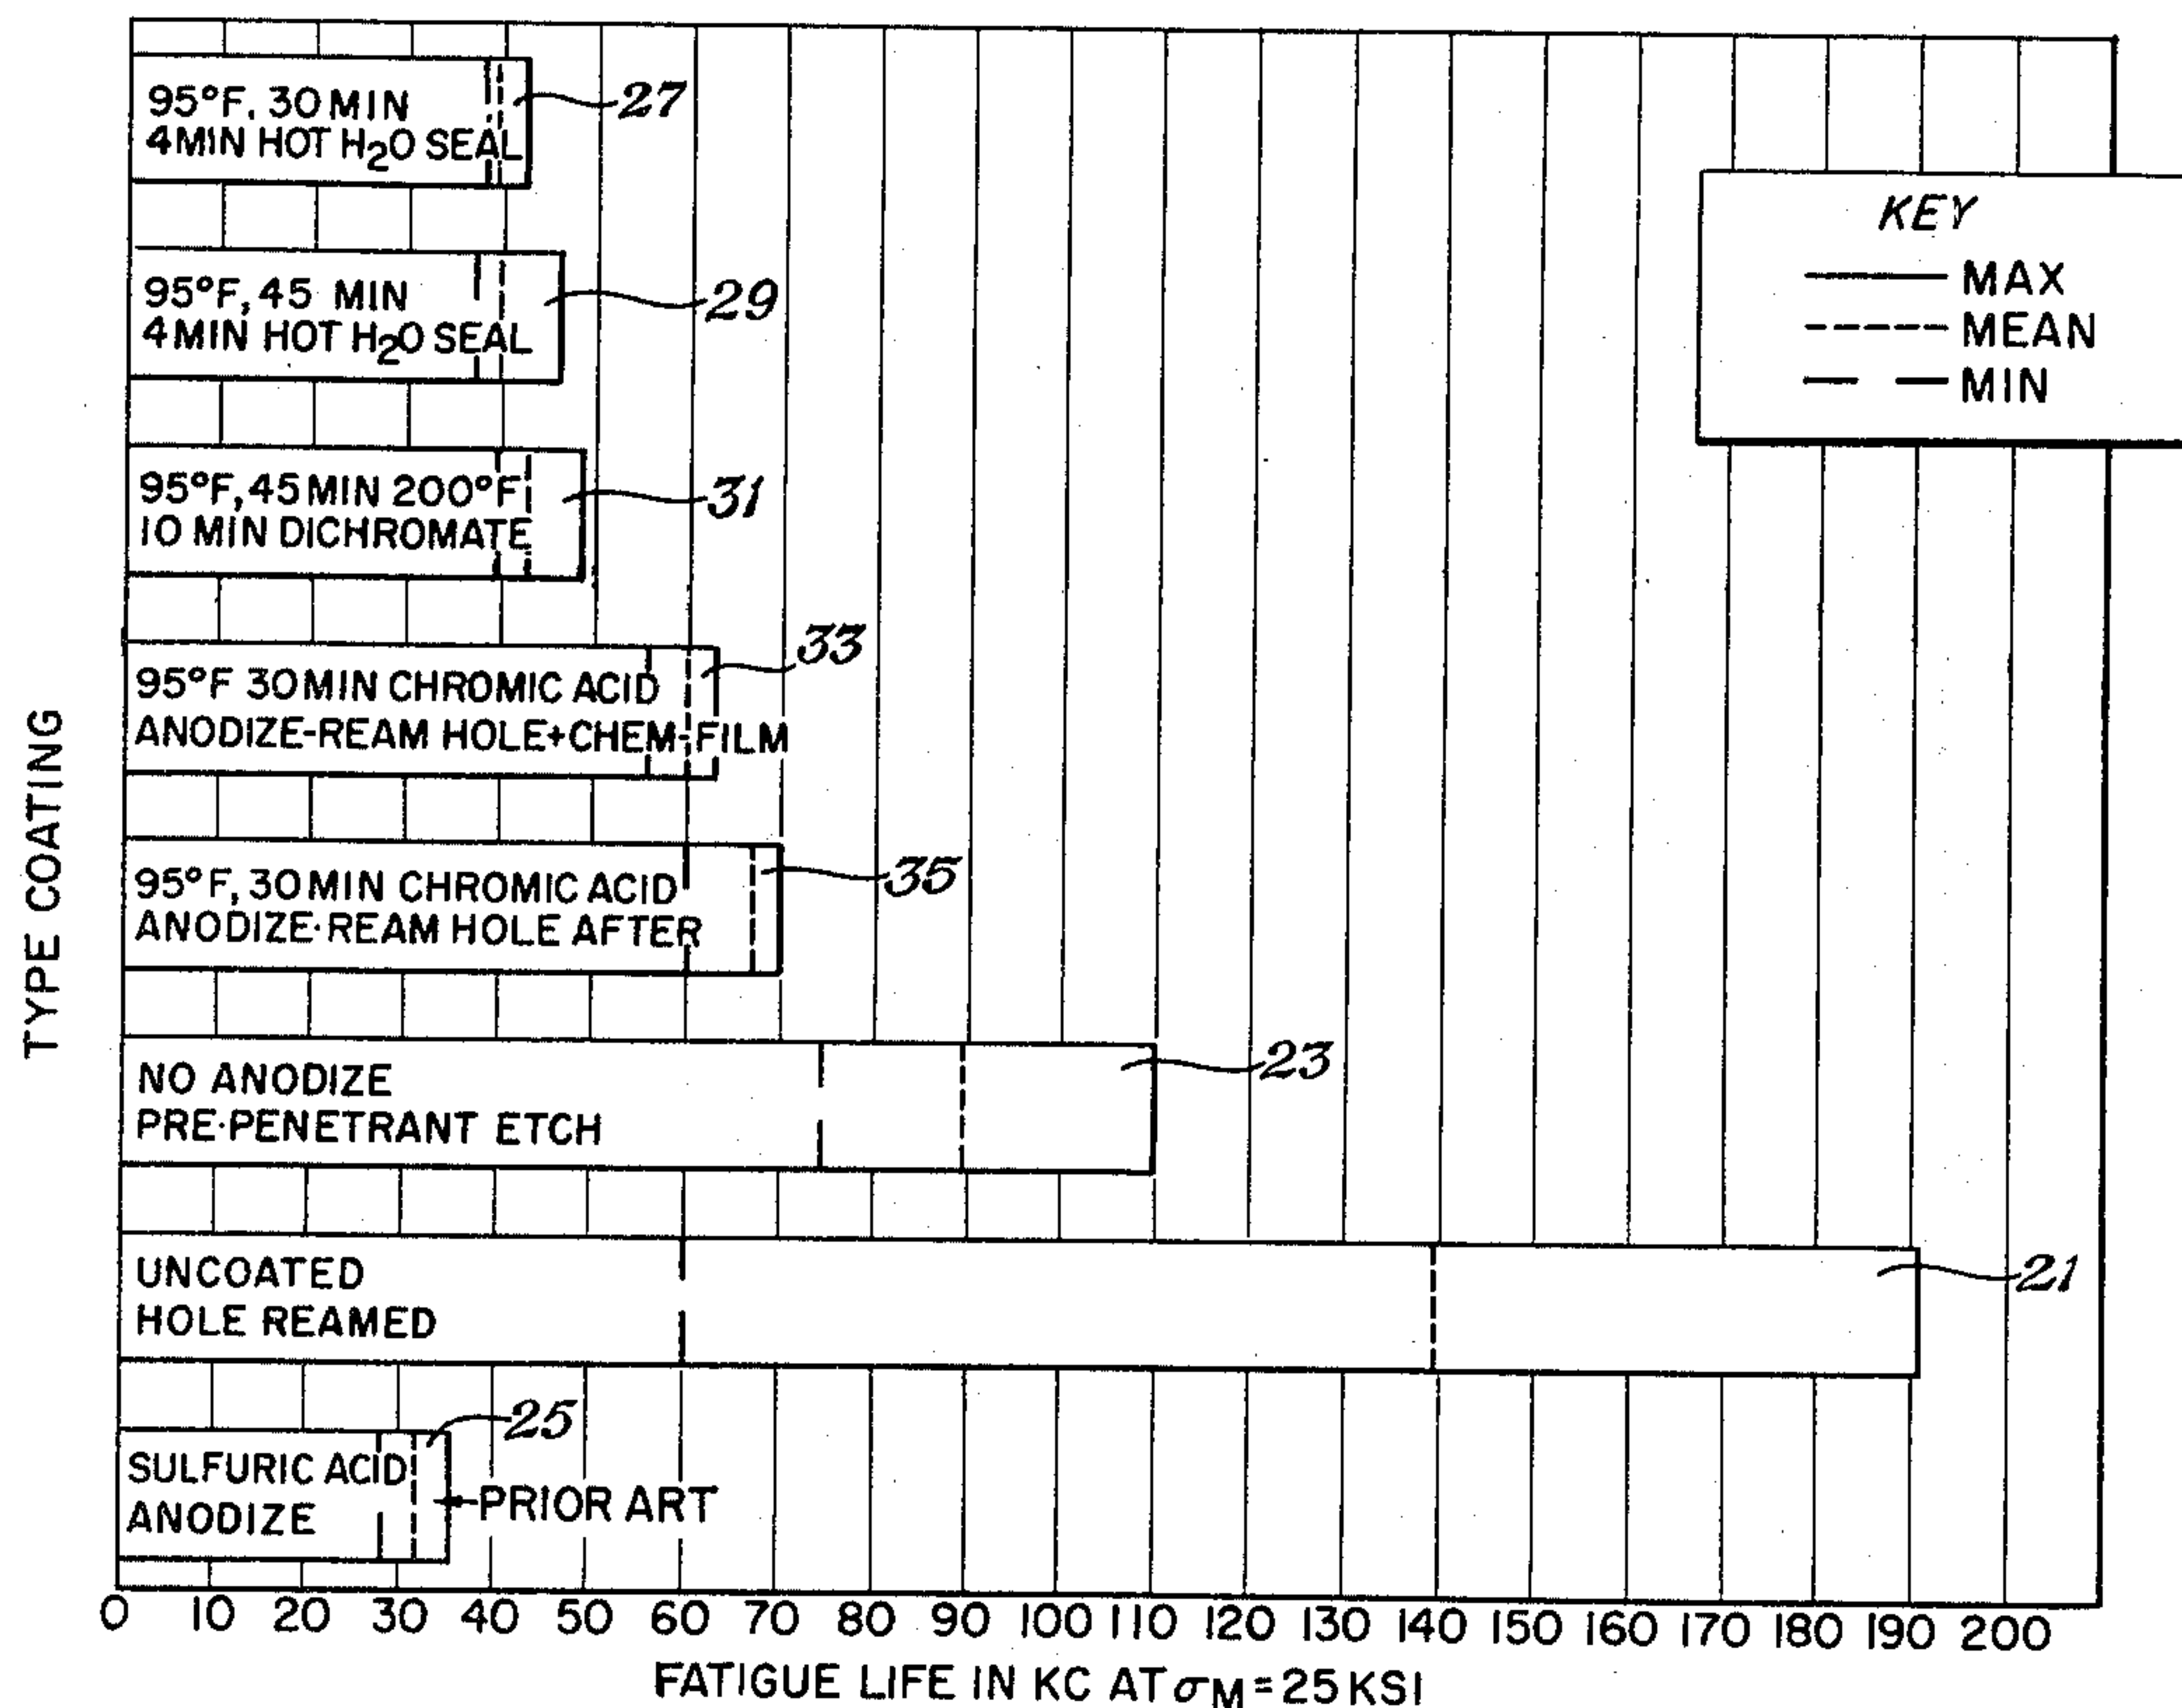 95°F, 30 MIN
4 MIN HOT H₂O SEAL
27
KEY
MAX
MEAN
MIN
95°F, 45 MIN
4 MIN HOT H₂O SEAL
29
95°F, 45 MIN 200°F
10 MIN DICHROMATE
31
95°F 30 MIN CHROMIC ACID
ANODIZE-REAM HOLE+CHEM-FILM
33
95°F, 30 MIN CHROMIC ACID
ANODIZE·REAM HOLE AFTER
35
NO ANODIZE
PRE·PENETRANT ETCH
23
UNCOATED
HOLE REAMED
21
SULFURIC ACID
ANODIZE
25
PRIOR ART
TYPE COATING
0 10 20 30 40 50 60 70 80 90 100 110 120 130 140 150 160 170 180 190 200
FATIGUE LIFE IN KC AT σM = 25 KSI